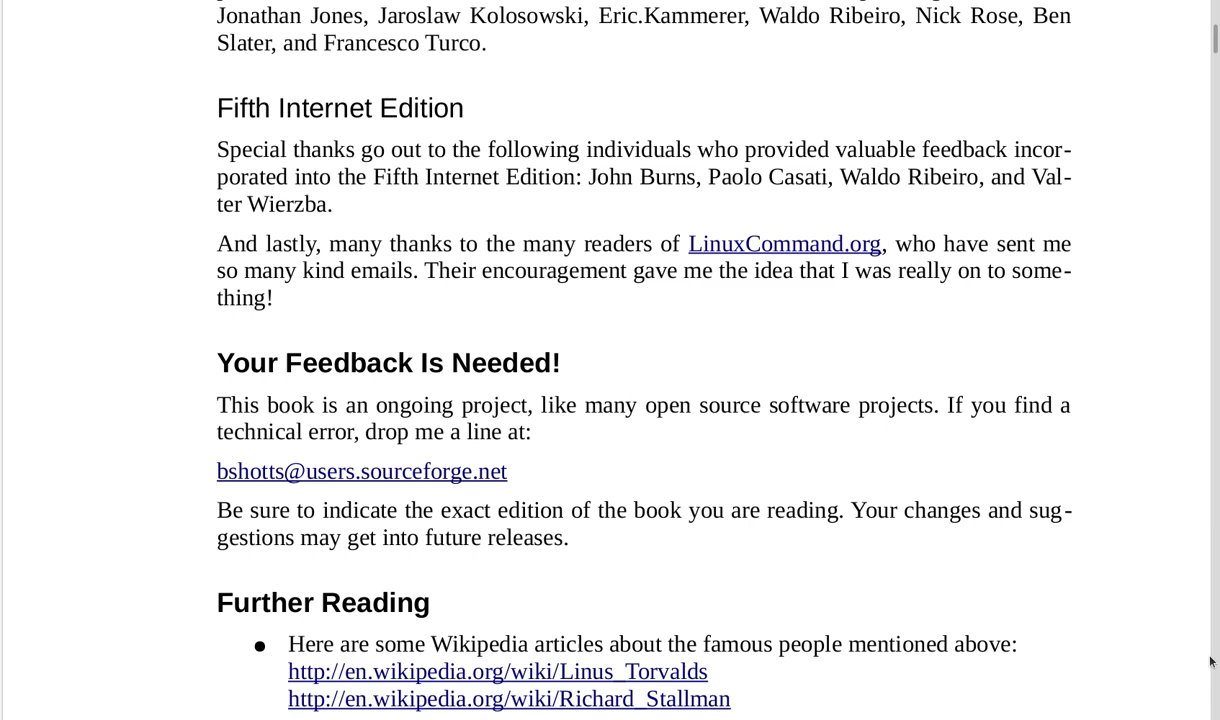 Jonathan Jones, Jaroslaw Kolosowski, Eric.Kammerer, Waldo Ribeiro, Nick Rose, Ben
Slater, and Francesco Turco.
Fifth Internet Edition
Special thanks go out to the following individuals who provided valuable feedback incor-
porated into the Fifth Internet Edition: John Burns, Paolo Casati, Waldo Ribeiro, and Val-
ter Wierzba.
And lastly, many thanks to the many readers of LinuxCommand.org, who have sent me
so many kind emails. Their encouragement gave me the idea that I was really on to some-
thing!
Your Feedback Is Needed!
This book is an ongoing project, like many open source software projects. If you find a
technical error, drop me a line at:
bshotts@users.sourceforge.net
Be sure to indicate the exact edition of the book you are reading. Your changes and sug-
gestions may get into future releases.
Further Reading
● Here are some Wikipedia articles about the famous people mentioned above:
http://en.wikipedia.org/wiki/Linus_Torvalds
http://en.wikipedia.org/wiki/Richard_Stallman